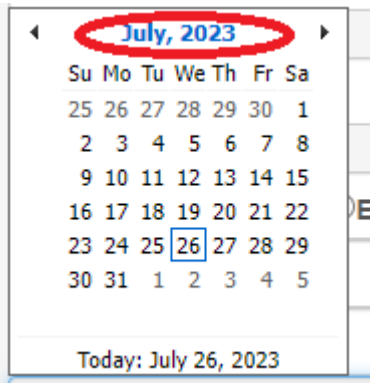 July, 2023
Su Mo Tu We Th Fr Sa
25 26 27 28 29 30 1
2 3 4 5 6 7 8
9 10 11 12 13 14 15
16 17 18 19 20 21 22
23 24 25 26 27 28 29
30 31 1 2 3 4 5
Today: July 26, 2023